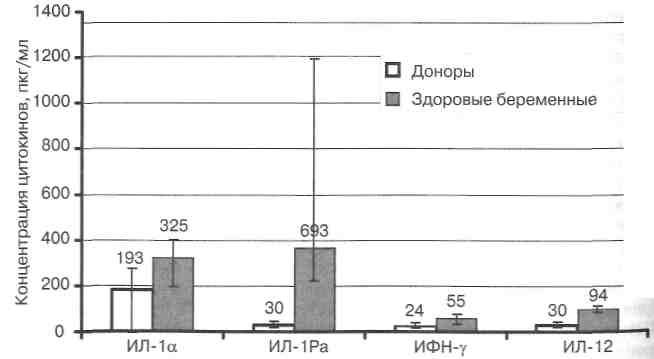 Концентрация цитокинов, пкг/мл
1400
1200
1000
800
600
400
200
0
Доноры
Здоровые беременные
193
325
30
693
24
55
30
94
ИЛ-1α
ИЛ-1Ра
ИФН-γ
ИЛ-12